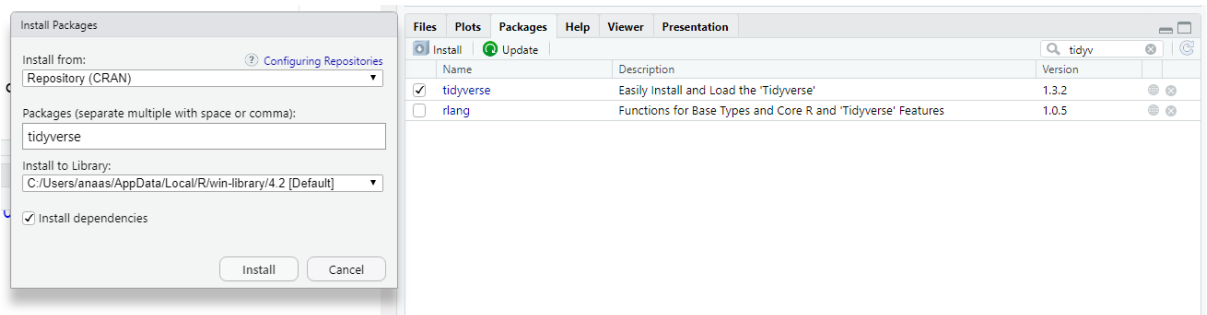 Install Packages
Install from:
? Configuring Repositories
Repository (CRAN)
Packages (separate multiple with space or comma):
tidyverse
Install to Library:
C:/Users/anaas/AppData/Local/R/win-library/4.2 [Default]
Install dependencies
Install Cancel
Files Plots Packages Help Viewer Presentation
Install Update tidyv
Name Description Version
tidyverse Easily Install and Load the 'Tidyverse' 1.3.2
rlang Functions for Base Types and Core R and 'Tidyverse' Features 1.0.5